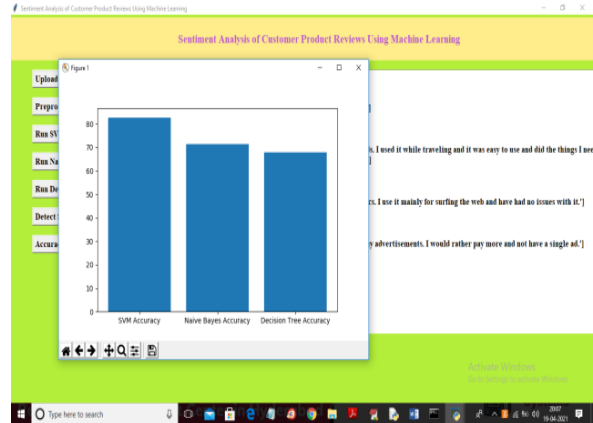 Sentiment Analysis of Customer Product Reviews Using Machine Learning
Sentiment Analysis of Customer Product Reviews Using Machine Learning
Figure 1
Upload
Prepro
Run SV
Run Na
Run De
Detect
Accura
80
70
60
50
40
30
20
10
0
SVM Accuracy Naive Bayes Accuracy Decision Tree Accuracy
]
s. I used it while traveling and it was easy to use and did the things I nee
]
cs. I use it mainly for surfing the web and have had no issues with it.']
y advertisements. I would rather pay more and not have a single ad.']
Activate Windows
Go to Settings to activate Windows.
Type here to search
20:07
19-04-2021